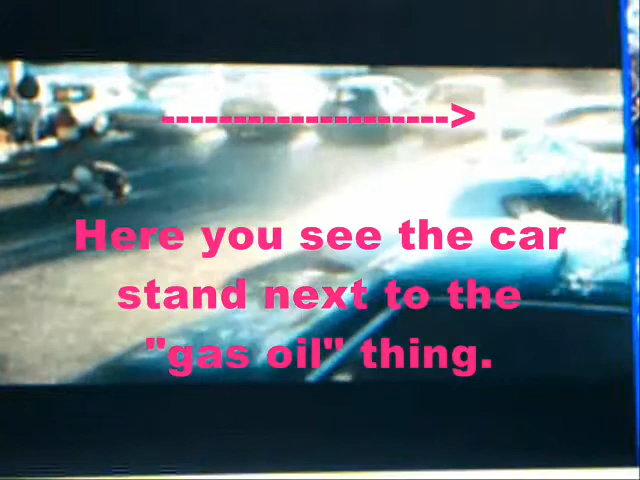 -------------------->
Here you see the car
stand next to the
"gas oil" thing.